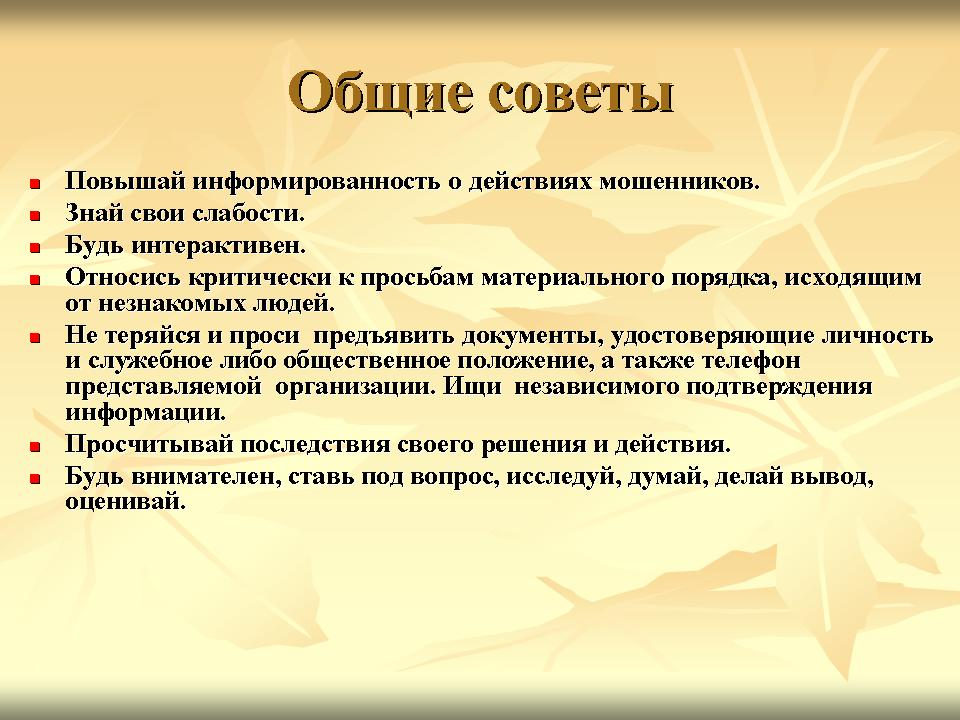 Общие советы
Повышай информированность о действиях мошенников.
Знай свои слабости.
Будь интерактивен.
Относись критически к просьбам материального порядка, исходящим
от незнакомых людей.
Не теряйся и проси предъявить документы, удостоверяющие личность
и служебное либо общественное положение, а также телефон
представляемой организации. Ищи независимого подтверждения
информации.
Просчитывай последствия своего решения и действия.
Будь внимателен, ставь под вопрос, исследуй, думай, делай вывод,
оценивай.